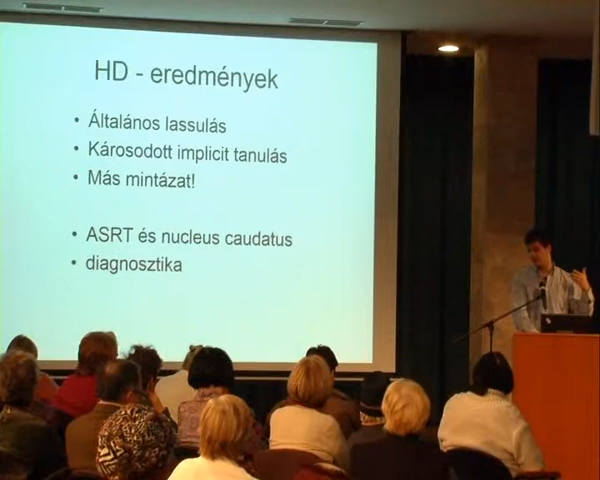 HD - eredmények
• Általános lassulás
• Károsodott implicit tanulás
• Más mintázat!
• ASRT és nucleus caudatus
• diagnosztika